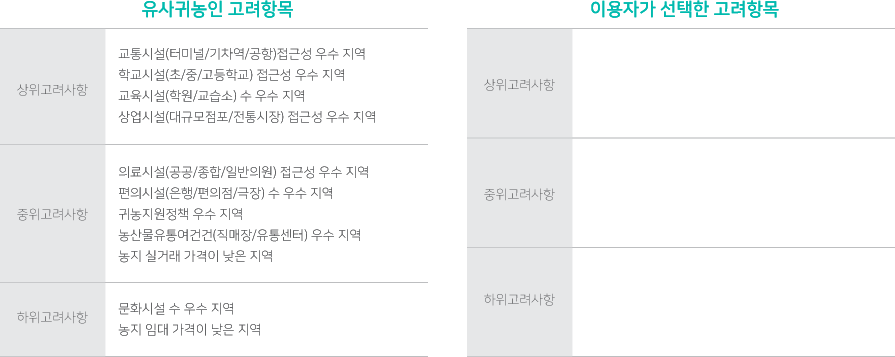 유사귀농인 고려항목
상위고려사항
교통시설(터미널/기차역/공항)접근성 우수 지역
학교시설(초/중/고등학교) 접근성 우수 지역
교육시설(학원/교습소) 수 우수 지역
상업시설(대규모점포/전통시장) 접근성 우수 지역
중위고려사항
의료시설(공공/종합/일반의원) 접근성 우수 지역
편의시설(은행/편의점/극장) 수 우수 지역
귀농지원정책 우수 지역
농산물유통여건건(직매장/유통센터) 우수 지역
농지 실거래 가격이 낮은 지역
하위고려사항
문화시설 수 우수 지역
농지 임대 가격이 낮은 지역
이용자가 선택한 고려항목
상위고려사항
중위고려사항
하위고려사항